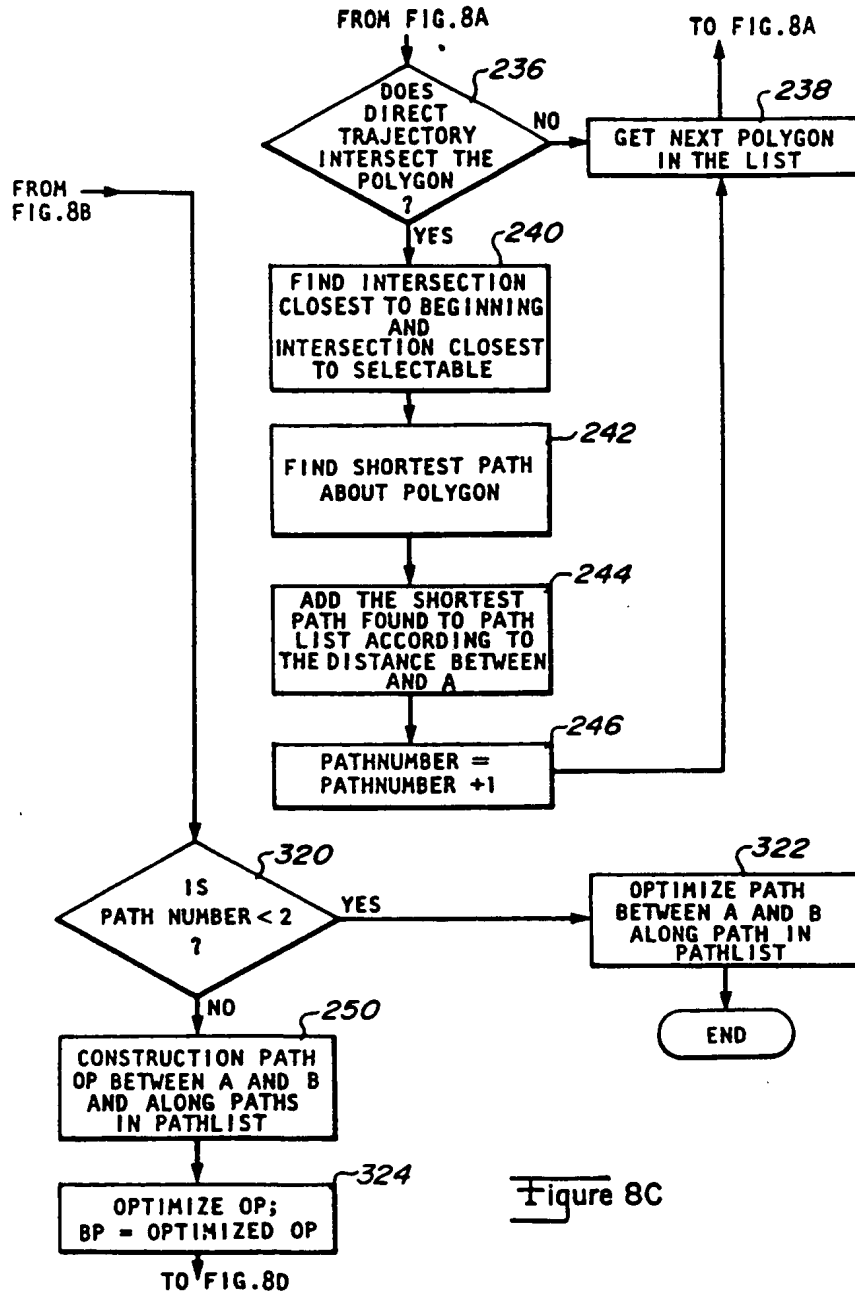 FROM FIG.8A
TO FIG.8A
236
DOES
DIRECT
TRAJECTORY
INTERSECT THE
POLYGON
?
NO
238
GET NEXT POLYGON
IN THE LIST
FROM
FIG.8B
YES
240
FIND INTERSECTION
CLOSEST TO BEGINNING
AND
INTERSECTION CLOSEST
TO SELECTABLE
242
FIND SHORTEST PATH
ABOUT POLYGON
244
ADD THE SHORTEST
PATH FOUND TO PATH
LIST ACCORDING TO
THE DISTANCE BETWEEN
AND A
246
PATHNUMBER =
PATHNUMBER +1
320
IS
PATH NUMBER < 2
?
YES
322
OPTIMIZE PATH
BETWEEN A AND B
ALONG PATH IN
PATHLIST
END
NO
250
CONSTRUCTION PATH
OP BETWEEN A AND B
AND ALONG PATHS
IN PATHLIST
324
OPTIMIZE OP;
BP = OPTIMIZED OP
TO FIG.8D
Figure 8C